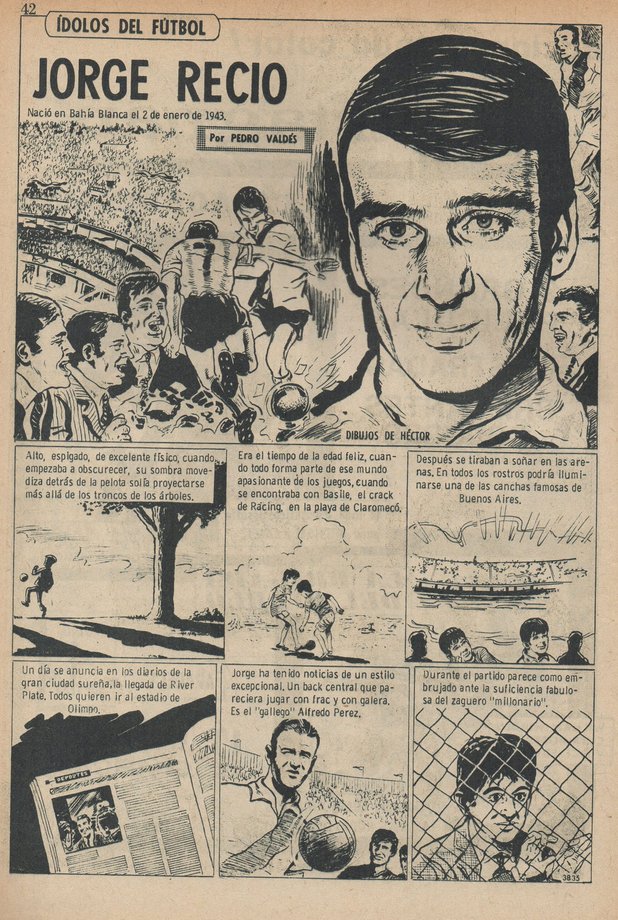 42
ÍDOLOS DEL FÚTBOL
JORGE RECIO
Nació en Bahía Blanca el 2 de enero de 1943.
Por PEDRO VALDÉS
DIBUJOS DE HÉCTOR
Alto, espigado, de excelente físico, cuando
empezaba a obscurecer, su sombra move-
diza detrás de la pelota solía proyectarse
más allá de los troncos de los árboles.
Era el tiempo de la edad feliz, cuan-
do todo forma parte de ese mundo
apasionante de los juegos, cuando
se encontraba con Basile, el crack
de Racing, en la playa de Claromecó.
Después se tiraban a soñar en las are-
nas. En todos los rostros podría ilumi-
narse una de las canchas famosas de
Buenos Aires.
Un día se anuncia en los diarios de la
gran ciudad sureña, la llegada de River
Plate. Todos quieren ir al estadio de
Olimpo.
DEPORTES
Jorge ha tenido noticias de un estilo
excepcional. Un back central que pa-
reciera jugar con frac y con galera.
Es el "gallego" Alfredo Perez.
Durante el partido parece como em-
brujado ante la suficiencia fabulo-
sa del zaguero "millonario".
3835